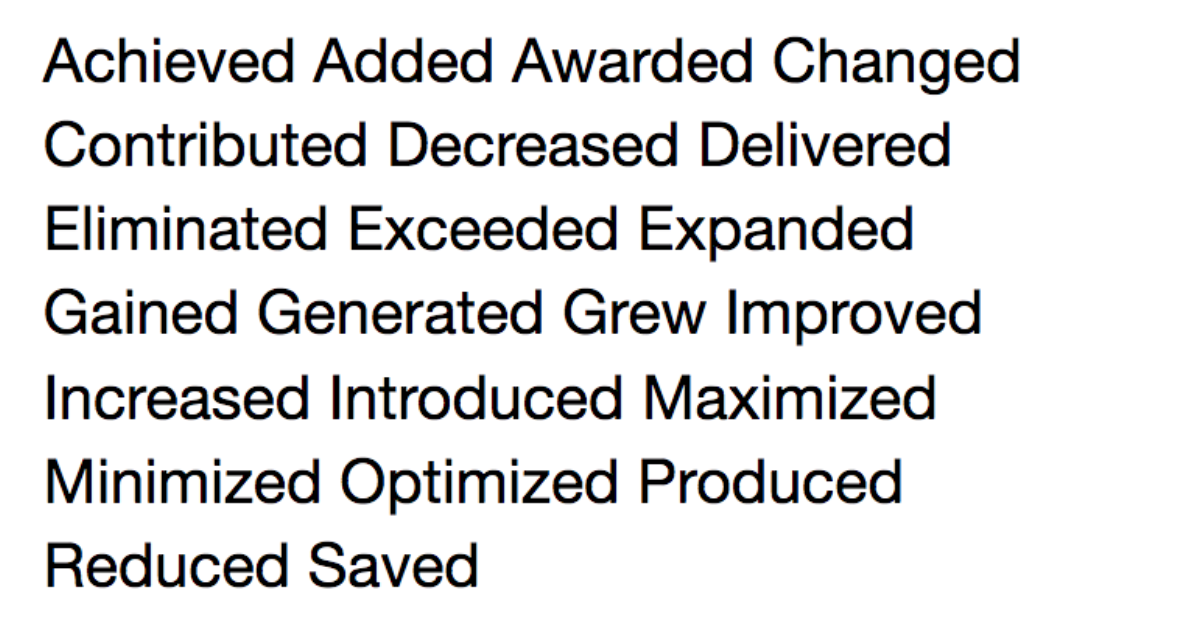 Achieved Added Awarded Changed
Contributed Decreased Delivered
Eliminated Exceeded Expanded
Gained Generated Grew Improved
Increased Introduced Maximized
Minimized Optimized Produced
Reduced Saved